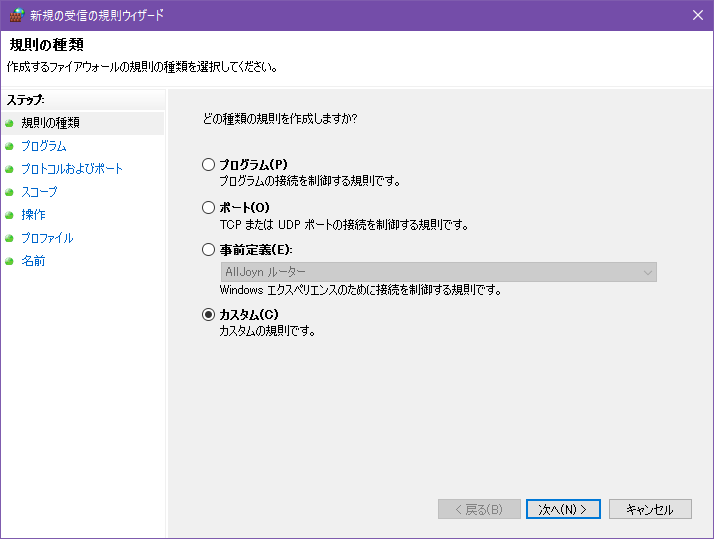 新規の受信の規則ウィザード
規則の種類
作成するファイアウォールの規則の種類を選択してください。
ステップ:
規則の種類
プログラム
プロトコルおよびポート
スコープ
操作
プロファイル
名前
どの種類の規則を作成しますか?
プログラム(P)
プログラムの接続を制御する規則です。
ポート(O)
TCP または UDP ポートの接続を制御する規則です。
事前定義(E):
AllJoyn ルーター
Windows エクスペリエンスのために接続を制御する規則です。
カスタム(C)
カスタムの規則です。
< 戻る(B)
次へ(N) >
キャンセル